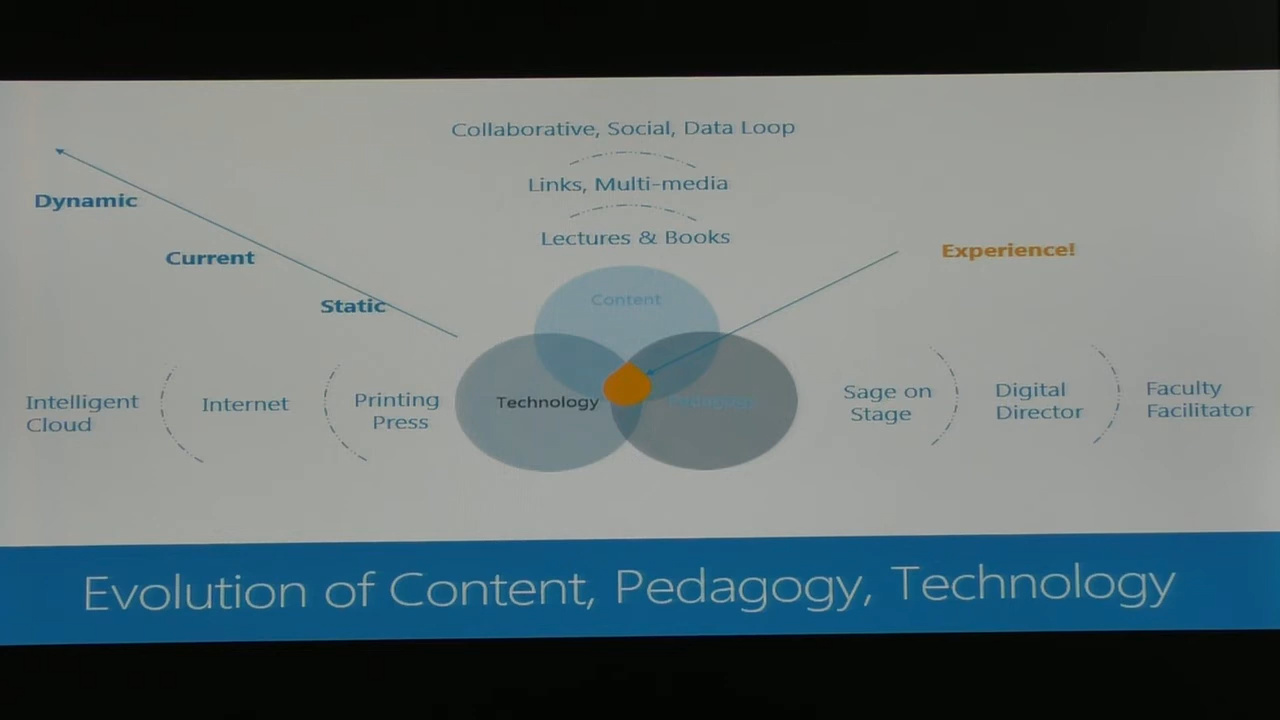 Collaborative, Social, Data Loop
Links, Multi-media
Lectures & Books
Dynamic
Current
Static
Experience!
Content
Technology
Pedagogy
Intelligent
Cloud
Internet
Printing
Press
Sage on
Stage
Digital
Director
Faculty
Facilitator
Evolution of Content, Pedagogy, Technology